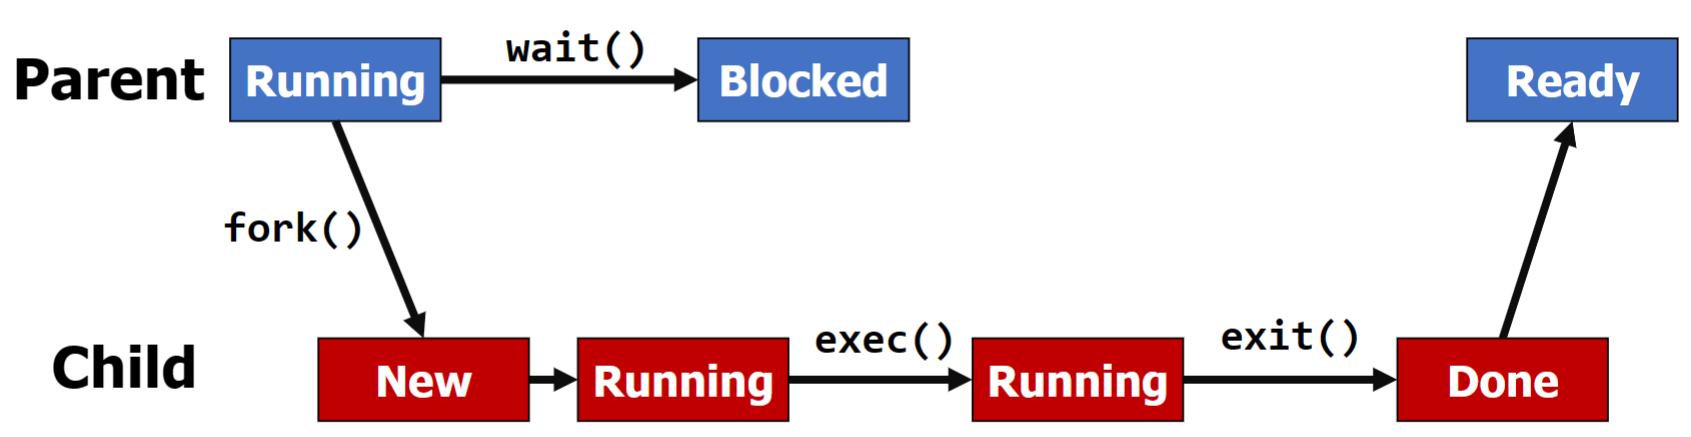 Parent Running wait() Blocked Ready
fork()
Child New Running exec() Running exit() Done